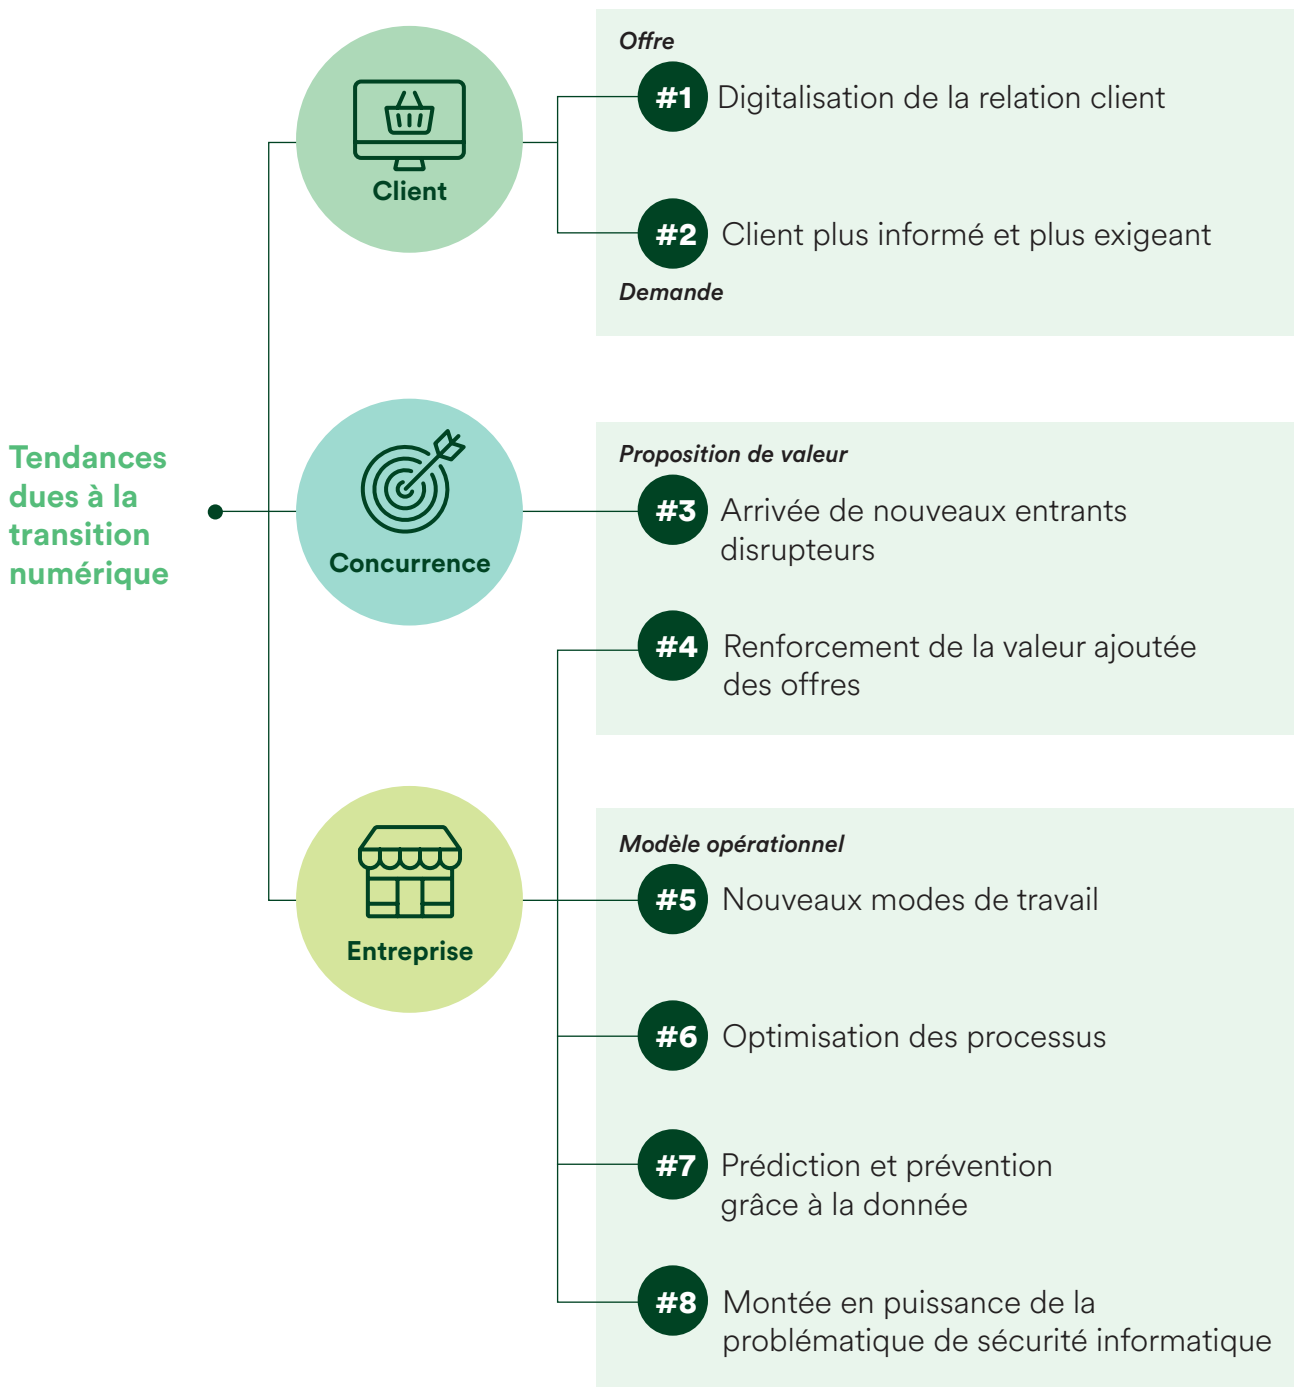 Tendances
dues à la
transition
numérique
Client
Offre
#1 Digitalisation de la relation client
#2 Client plus informé et plus exigeant
Demande
Concurrence
Proposition de valeur
#3 Arrivée de nouveaux entrants
disrupteurs
#4 Renforcement de la valeur ajoutée
des offres
Entreprise
Modèle opérationnel
#5 Nouveaux modes de travail
#6 Optimisation des processus
#7 Prédiction et prévention
grâce à la donnée
#8 Montée en puissance de la
problématique de sécurité informatique